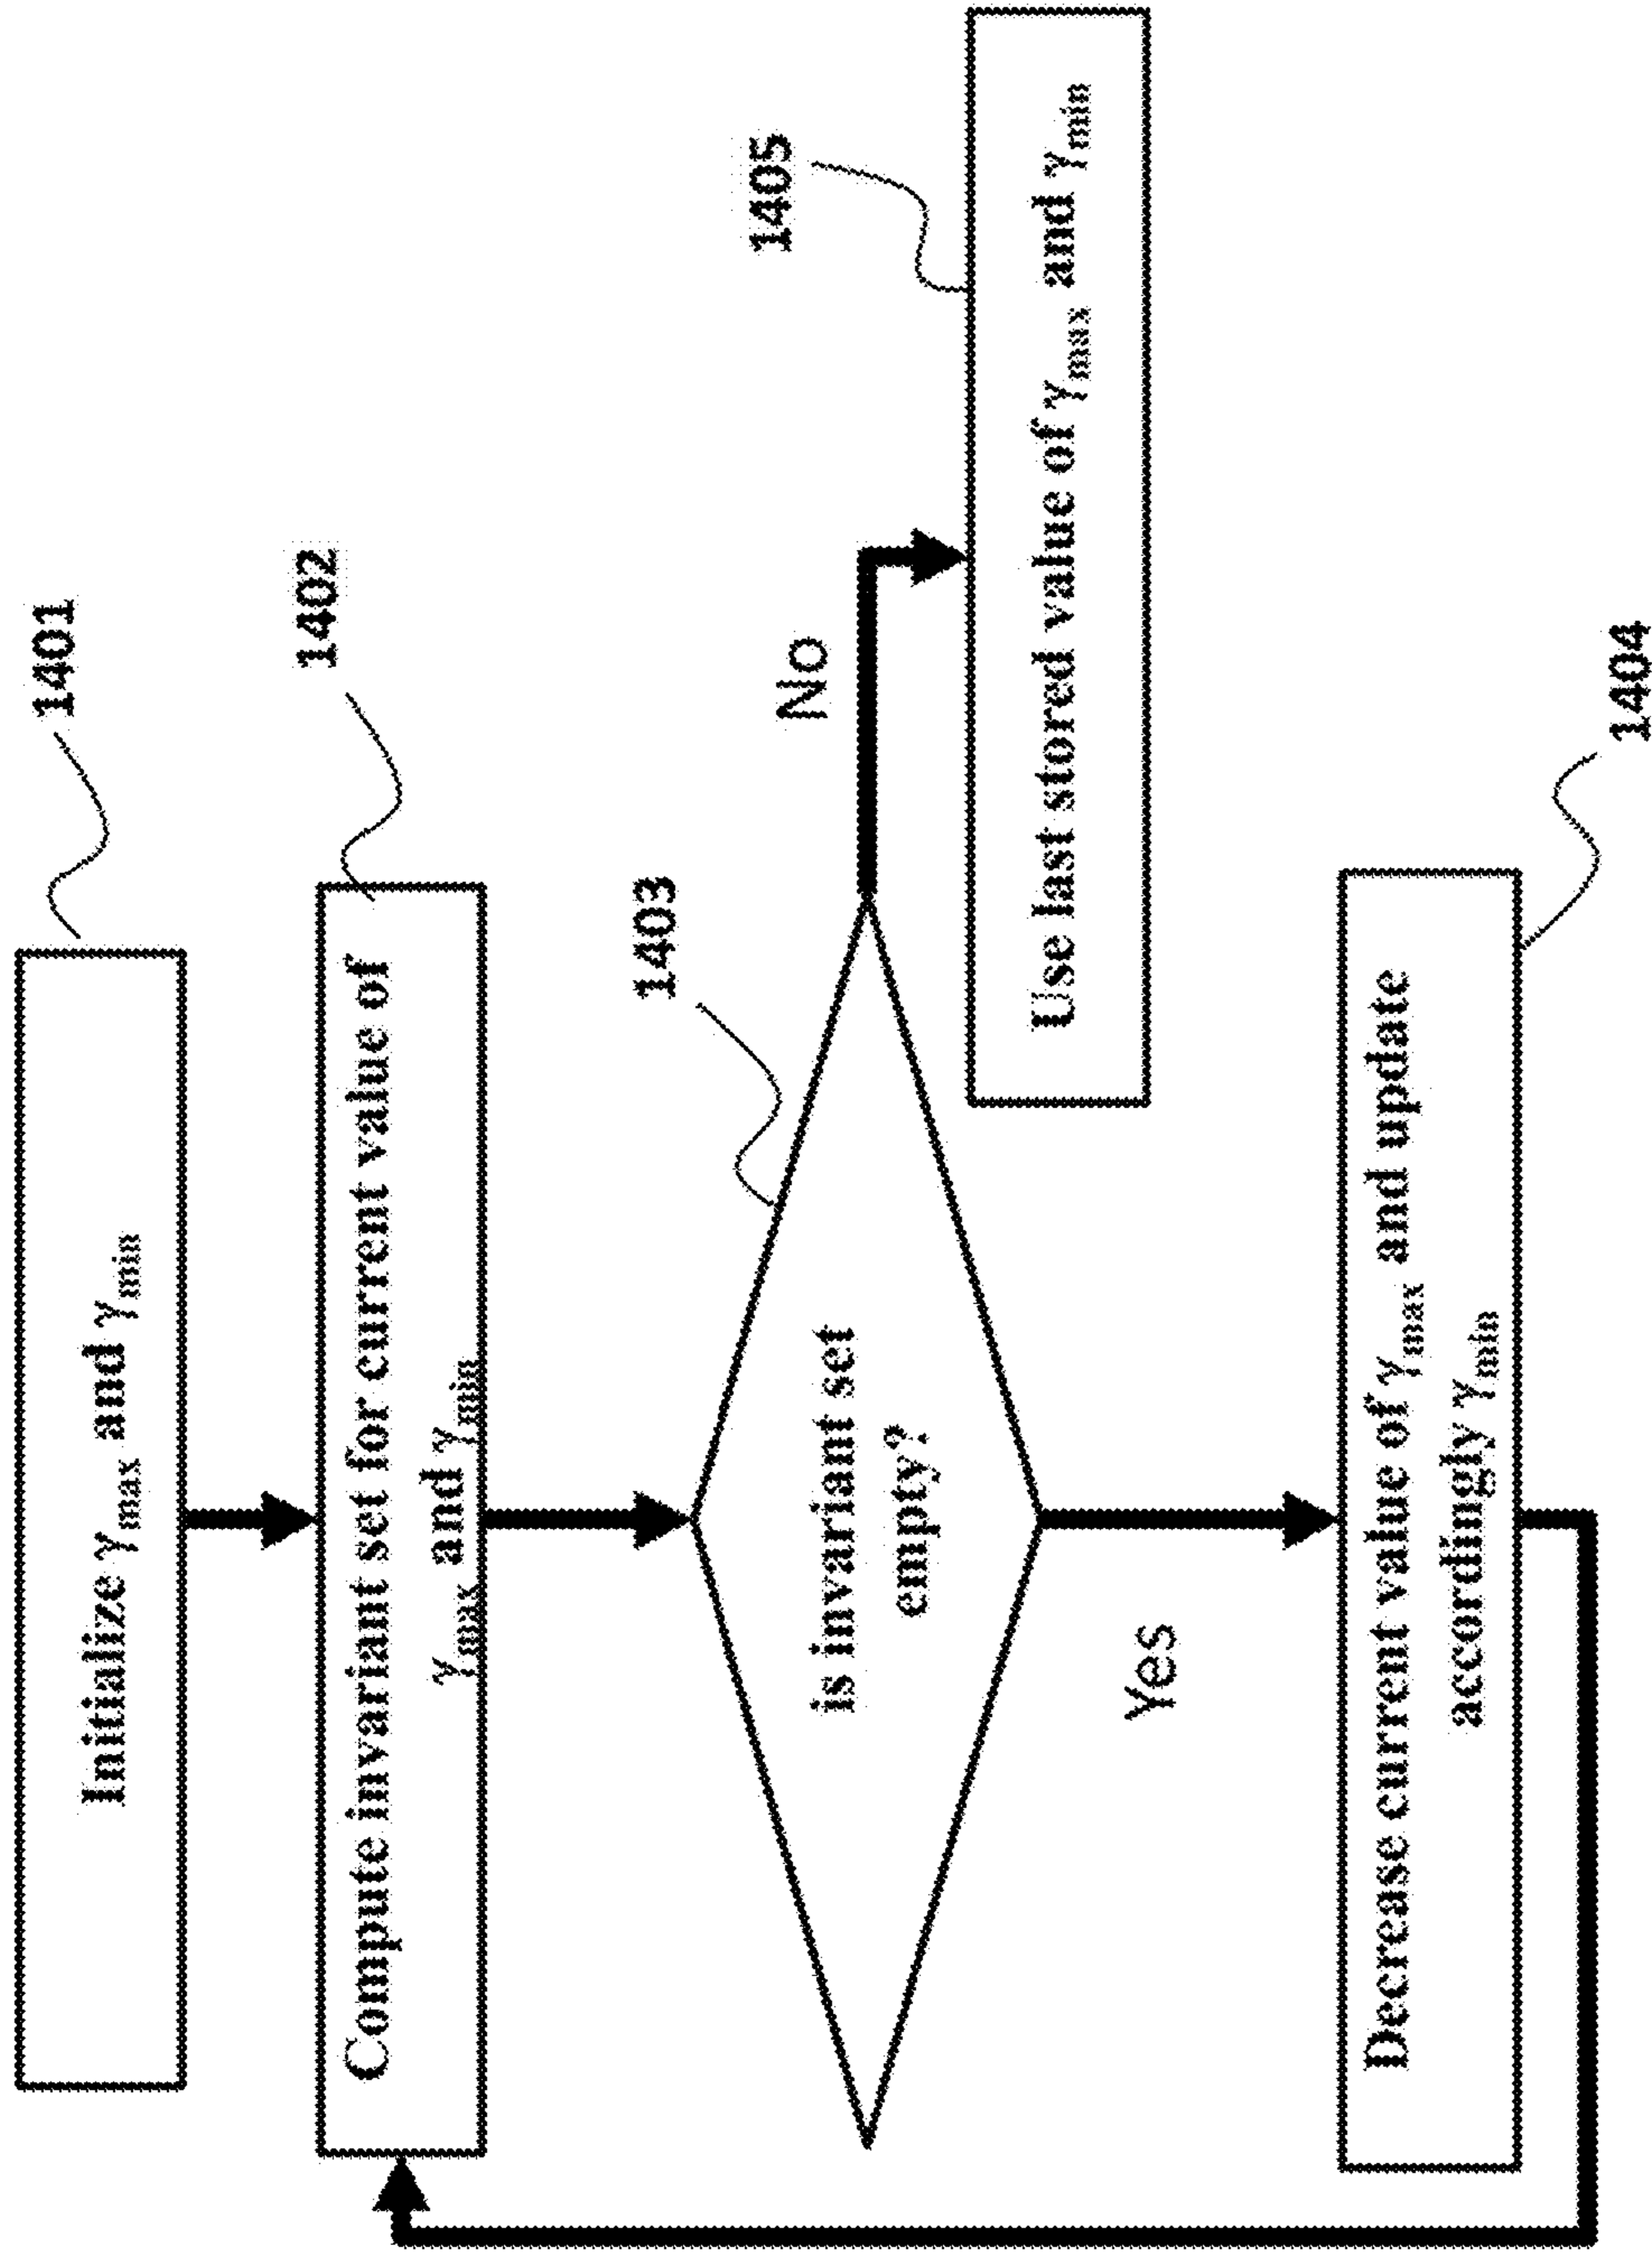 1401
Initialize γmax and γmin
1402
Compute invariant set for current value of
γmax and γmin
1403
is invariant set
empty?
No
1405
Use last stored value of γmax and γmin
Yes
Decrease current value of γmax and update
accordingly γmin
1404